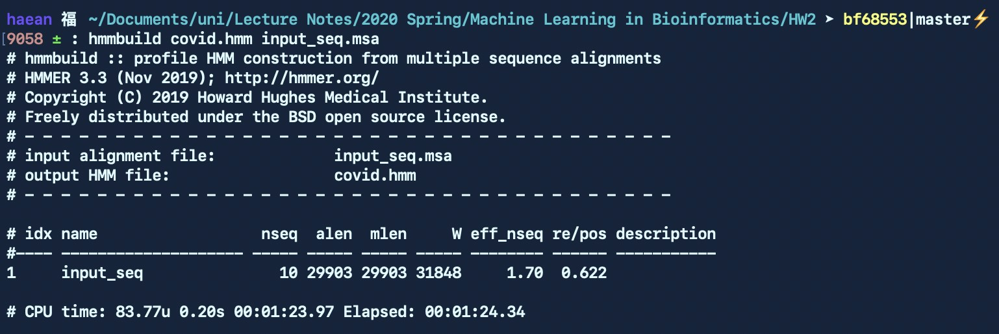 haean 福 ~/Documents/uni/Lecture Notes/2020 Spring/Machine Learning in Bioinformatics/HW2 ➤ bf68553|master⚡
[9058 ± : hmmbuild covid.hmm input_seq.msa
# hmmbuild :: profile HMM construction from multiple sequence alignments
# HMMER 3.3 (Nov 2019); http://hmmer.org/
# Copyright (C) 2019 Howard Hughes Medical Institute.
# Freely distributed under the BSD open source license.
# - - - - - - - - - - - - - - - - - - - - - - - - - - - - - - - - - - - -
# input alignment file:             input_seq.msa
# output HMM file:                  covid.hmm
# - - - - - - - - - - - - - - - - - - - - - - - - - - - - - - - - - - - -

# idx name                  nseq  alen  mlen     W eff_nseq re/pos description
#---- -------------------- ----- ----- ----- ----- -------- ------ -----------
1     input_seq               10 29903 29903 31848     1.70  0.622

# CPU time: 83.77u 0.20s 00:01:23.97 Elapsed: 00:01:24.34